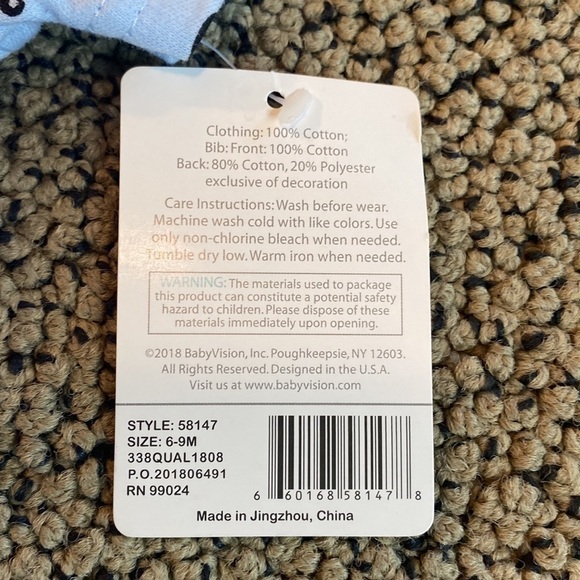 Clothing: 100% Cotton;
Bib: Front: 100% Cotton
Back: 80% Cotton, 20% Polyester
exclusive of decoration
Care Instructions: Wash before wear.
Machine wash cold with like colors. Use
only non-chlorine bleach when needed.
Tumble dry low. Warm iron when needed.
WARNING: The materials used to package
this product can constitute a potential safety
hazard to children. Please dispose of these
materials immediately upon opening.
©2018 BabyVision, Inc. Poughkeepsie, NY 12603.
All Rights Reserved. Designed in the U.S.A.
Visit us at www.babyvision.com
STYLE: 58147
SIZE: 6-9M
338QUAL1808
P.O.201806491
RN 99024
6 60168 58147 8
Made in Jingzhou, China